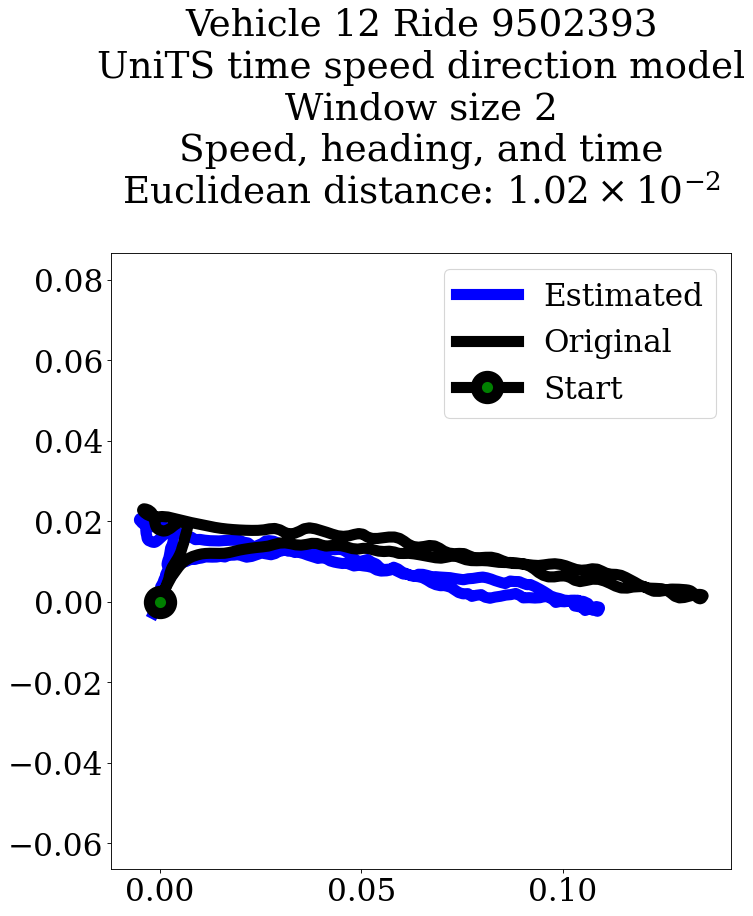 Vehicle 12 Ride 9502393
UniTS time speed direction model
Window size 2
Speed, heading, and time
Euclidean distance: 1.02 × 10⁻²
Estimated
Original
Start
0.08
0.06
0.04
0.02
0.00
−0.02
−0.04
−0.06
0.00 0.05 0.10